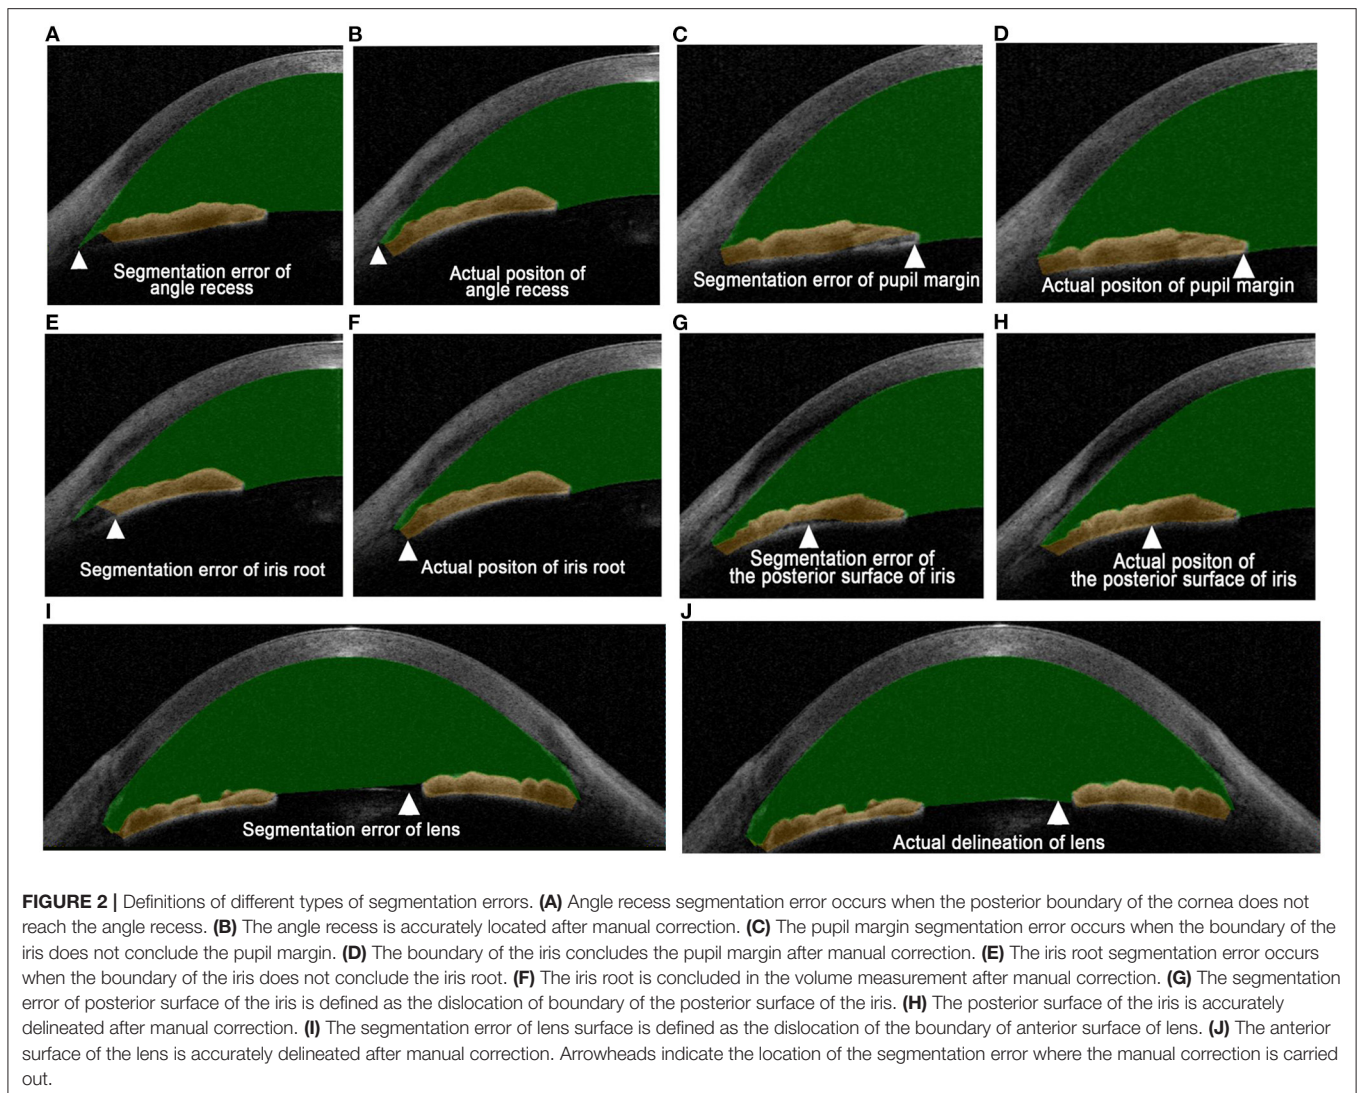 A
B
C
D
Segmentation error of
angle recess
Actual positon of
angle recess
Segmentation error of pupil margin
Actual positon of pupil margin
E
F
G
H
Segmentation error of iris root
Actual positon of iris root
Segmentation error of
the posterior surface of iris
Actual positon of
the posterior surface of iris
I
J
Segmentation error of lens
Actual delineation of lens
FIGURE 2 | Definitions of different types of segmentation errors. (A) Angle recess segmentation error occurs when the posterior boundary of the cornea does not
reach the angle recess. (B) The angle recess is accurately located after manual correction. (C) The pupil margin segmentation error occurs when the boundary of the
iris does not conclude the pupil margin. (D) The boundary of the iris concludes the pupil margin after manual correction. (E) The iris root segmentation error occurs
when the boundary of the iris does not conclude the iris root. (F) The iris root is concluded in the volume measurement after manual correction. (G) The segmentation
error of posterior surface of the iris is defined as the dislocation of boundary of the posterior surface of the iris. (H) The posterior surface of the iris is accurately
delineated after manual correction. (I) The segmentation error of lens surface is defined as the dislocation of the boundary of anterior surface of lens. (J) The anterior
surface of the lens is accurately delineated after manual correction. Arrowheads indicate the location of the segmentation error where the manual correction is carried
out.